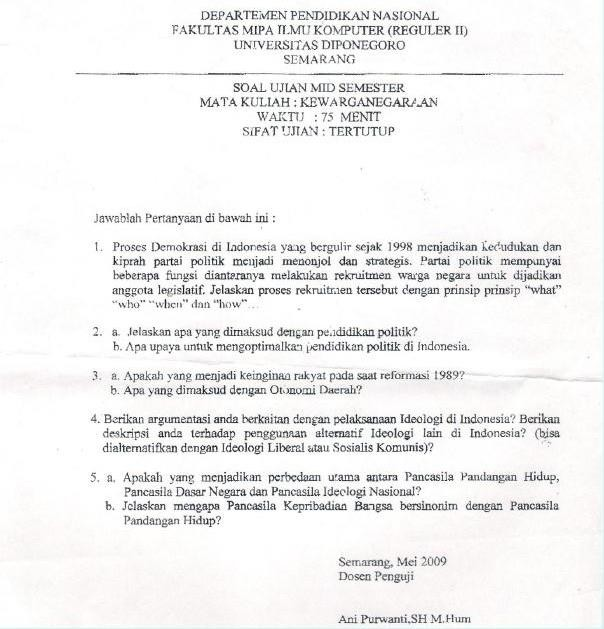 DEPARTEMEN PENDIDIKAN NASIONAL
FAKULTAS MIPA ILMU KOMPUTER (REGULER II)
UNIVERSITAS DIPONEGORO
SEMARANG
SOAL UJIAN MID SEMESTER
MATA KULIAH : KEWARGANEGARAAN
WAKTU : 75 MENIT
SIFAT UJIAN : TERTUTUP
Jawablah Pertanyaan di bawah ini :
1. Proses Demokrasi di Indonesia yang bergulir sejak 1998 menjadikan kedudukan dan
kiprah partai politik menjadi menonjol dan strategis. Partai politik mempunyai
beberapa fungsi diantaranya melakukan rekruitmen warga negara untuk dijadikan
anggota legislatif. Jelaskan proses rekruitmen tersebut dengan prinsip prinsip “what”
“who” “when” dan “how”...
2. a. Jelaskan apa yang dimaksud dengan pendidikan politik?
b. Apa upaya untuk mengoptimalkan pendidikan politik di Indonesia.
3. a. Apakah yang menjadi keinginan rakyat pada saat reformasi 1989?
b. Apa yang dimaksud dengan Otonomi Daerah?
4. Berikan argumentasi anda berkaitan dengan pelaksanaan Ideologi di Indonesia? Berikan
deskripsi anda terhadap penggunaan alternatif Ideologi lain di Indonesia? (bisa
dialternatifkan dengan Ideologi Liberal atau Sosialis Komunis)?
5. a. Apakah yang menjadikan perbedaan utama antara Pancasila Pandangan Hidup,
Pancasila Dasar Negara dan Pancasila Ideologi Nasional?
b. Jelaskan mengapa Pancasila Kepribadian Bangsa bersinonim dengan Pancasila
Pandangan Hidup?
Semarang, Mei 2009
Dosen Penguji
Ani Purwanti,SH M.Hum